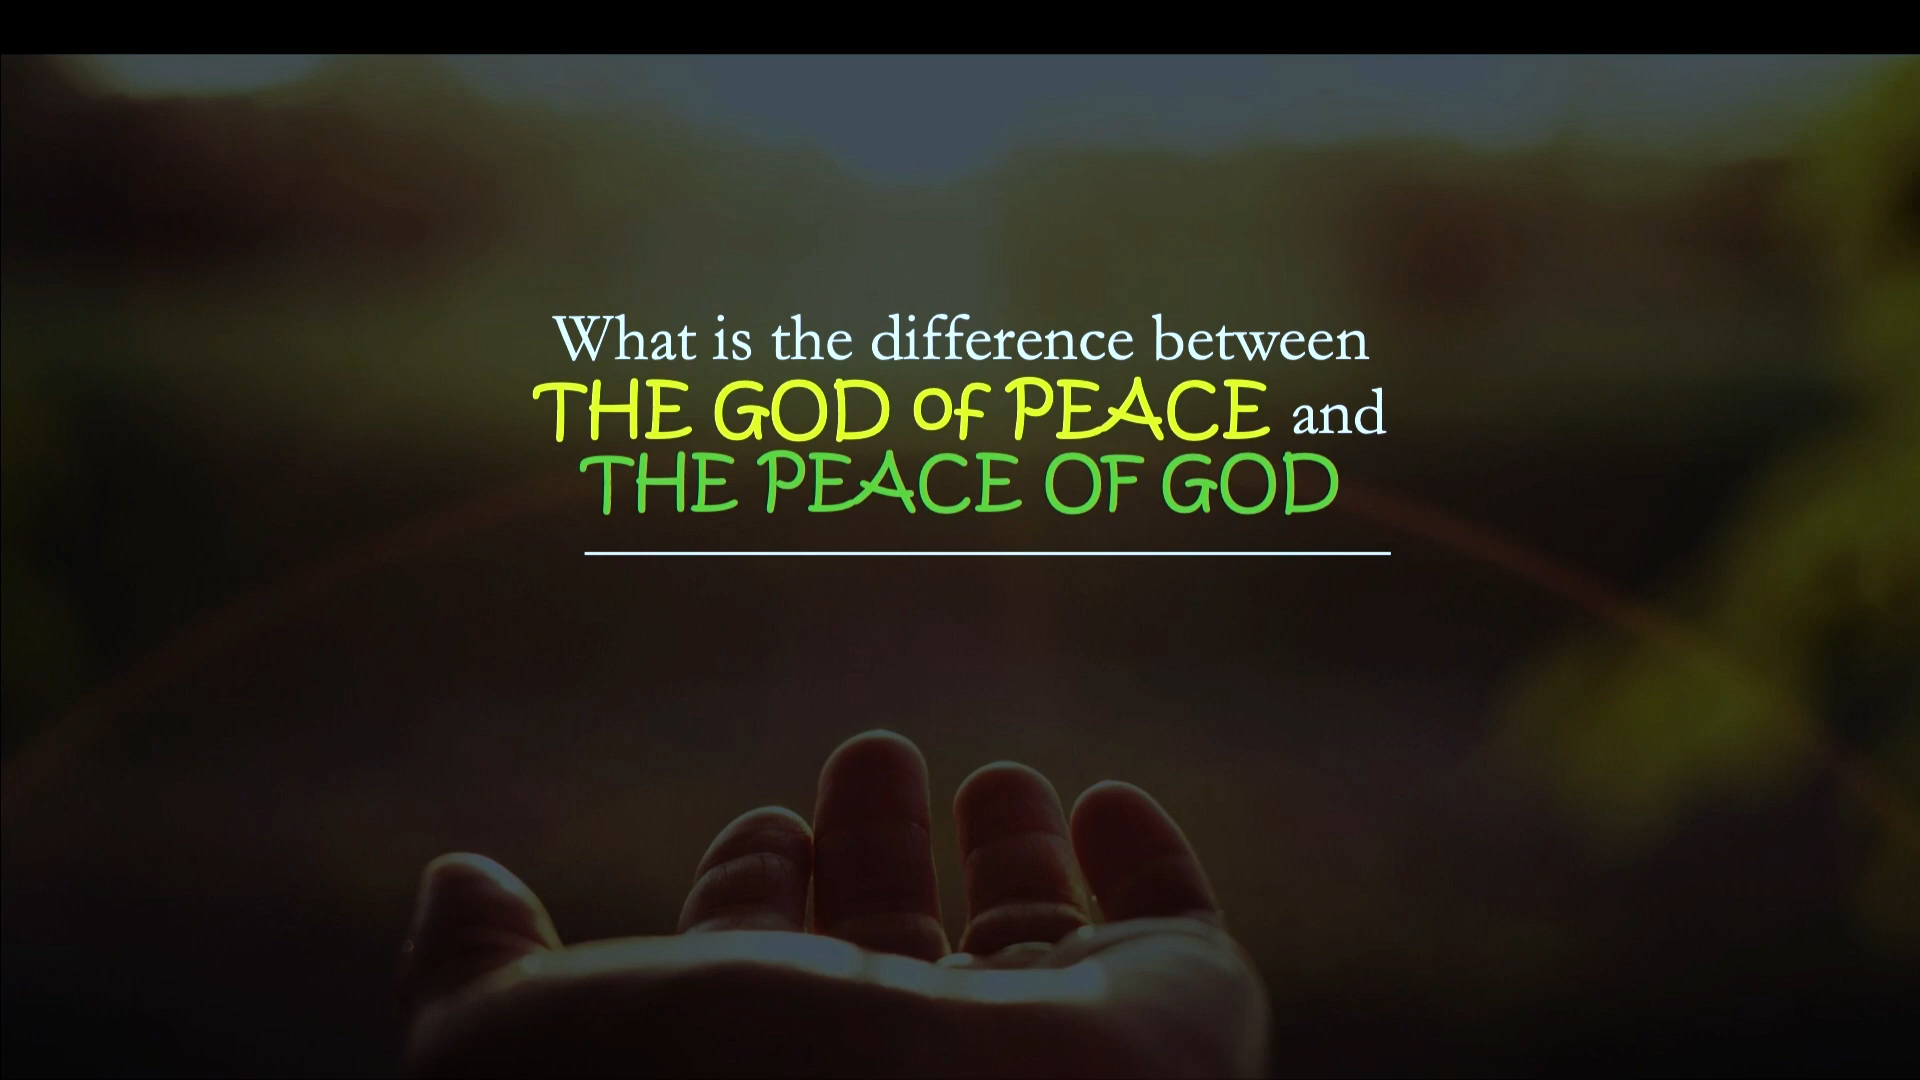 What is the difference between
THE GOD of PEACE and
THE PEACE OF GOD